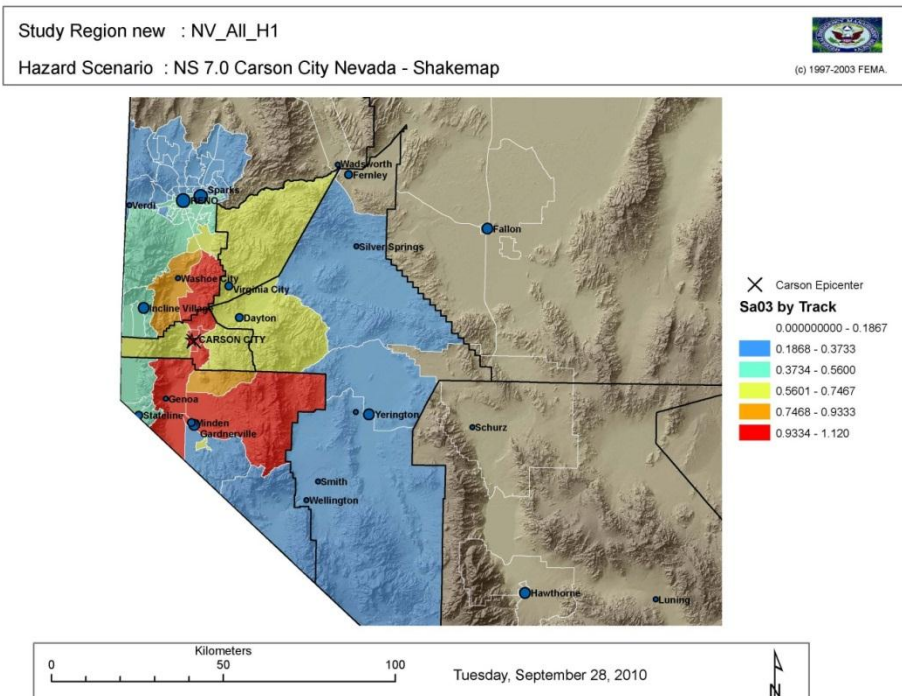 Study Region new : NV_All_H1
Hazard Scenario : NS 7.0 Carson City Nevada - Shakemap
(c) 1997-2003 FEMA.
Wadsworth
Fernley
Sparks
RENO
Verdi
Fallon
Silver Springs
Washoe City
Virginia City
Incline Village
Dayton
CARSON CITY
Genoa
Stateline
Minden
Gardnerville
Yerington
Schurz
Smith
Wellington
Hawthorne
Luning
Carson Epicenter
Sa03 by Track
0.000000000 - 0.1867
0.1868 - 0.3733
0.3734 - 0.5600
0.5601 - 0.7467
0.7468 - 0.9333
0.9334 - 1.120
Kilometers
0 50 100
Tuesday, September 28, 2010
N